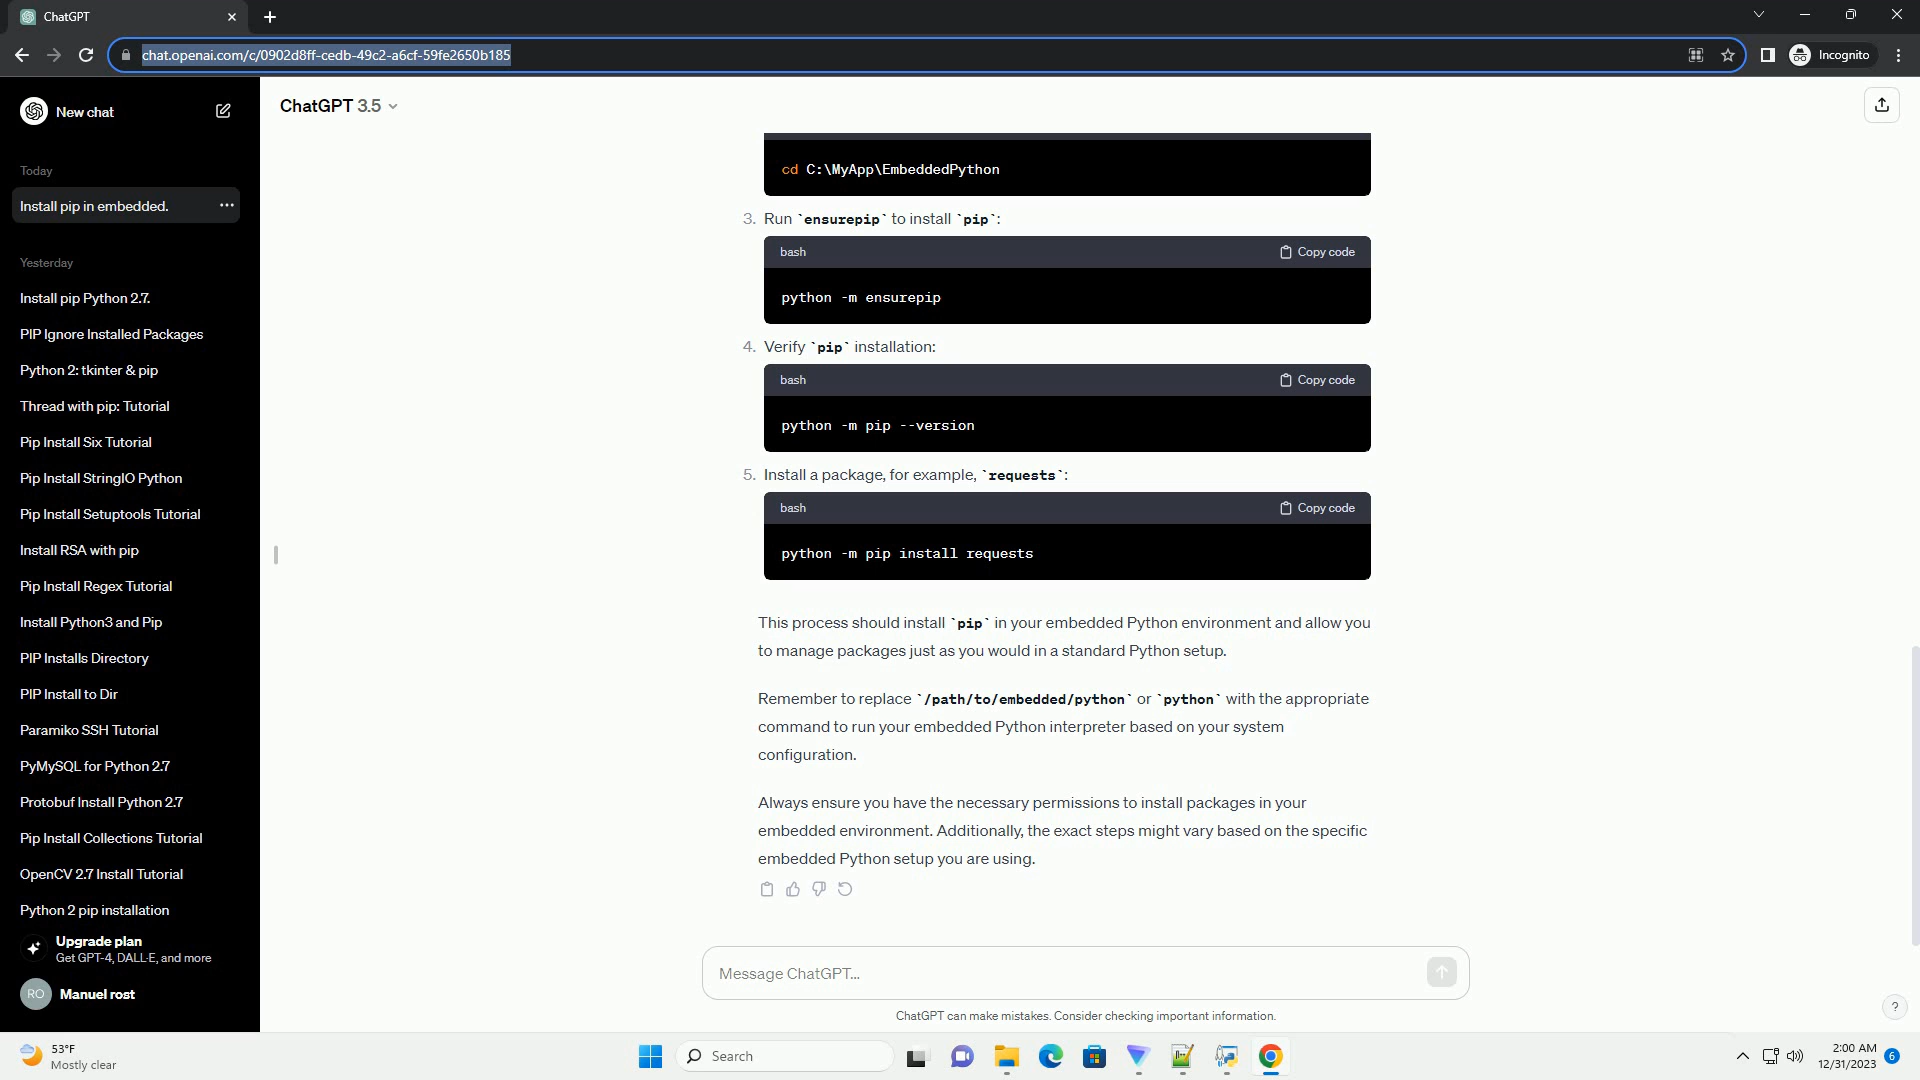 ChatGPT
chat.openai.com/c/0902d8ff-cedb-49c2-a6cf-59fe2650b185
Incognito
New chat
Today
Install pip in embedded.
Yesterday
Install pip Python 2.7.
PIP Ignore Installed Packages
Python 2: tkinter & pip
Thread with pip: Tutorial
Pip Install Six Tutorial
Pip Install StringIO Python
Pip Install Setuptools Tutorial
Install RSA with pip
Pip Install Regex Tutorial
Install Python3 and Pip
PIP Installs Directory
PIP Install to Dir
Paramiko SSH Tutorial
PyMySQL for Python 2.7
Protobuf Install Python 2.7
Pip Install Collections Tutorial
OpenCV 2.7 Install Tutorial
Python 2 pip installation
Upgrade plan
Get GPT-4, DALL·E, and more
RO Manuel rost
ChatGPT 3.5
cd C:\MyApp\EmbeddedPython
3. Run `ensurepip` to install `pip`:
bash Copy code
python -m ensurepip
4. Verify `pip` installation:
bash Copy code
python -m pip --version
5. Install a package, for example, `requests`:
bash Copy code
python -m pip install requests
This process should install `pip` in your embedded Python environment and allow you
to manage packages just as you would in a standard Python setup.
Remember to replace `/path/to/embedded/python` or `python` with the appropriate
command to run your embedded Python interpreter based on your system
configuration.
Always ensure you have the necessary permissions to install packages in your
embedded environment. Additionally, the exact steps might vary based on the specific
embedded Python setup you are using.
Message ChatGPT...
ChatGPT can make mistakes. Consider checking important information.
?
53°F
Mostly clear
Search
2:00 AM
12/31/2023
6